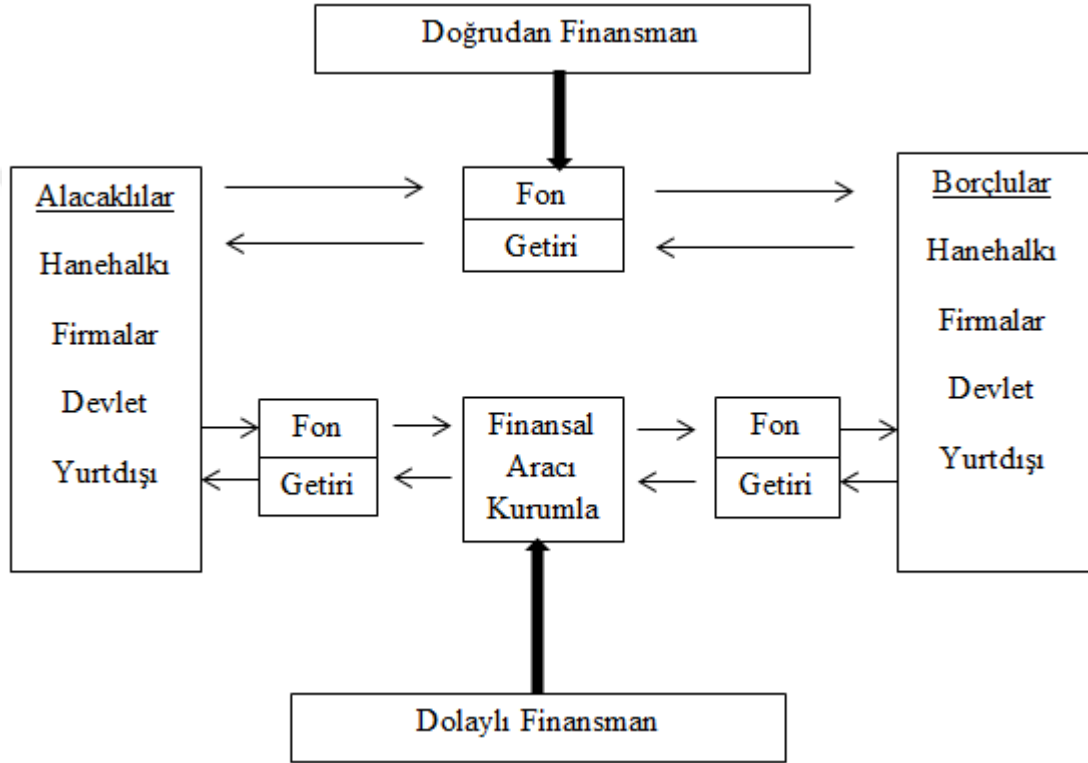 Doğrudan Finansman
Alacaklılar
Hanehalkı
Firmalar
Devlet
Yurtdışı
Fon
Getiri
Borçlular
Hanehalkı
Firmalar
Devlet
Yurtdışı
Fon
Getiri
Finansal
Aracı
Kurumla
Fon
Getiri
Dolaylı Finansman